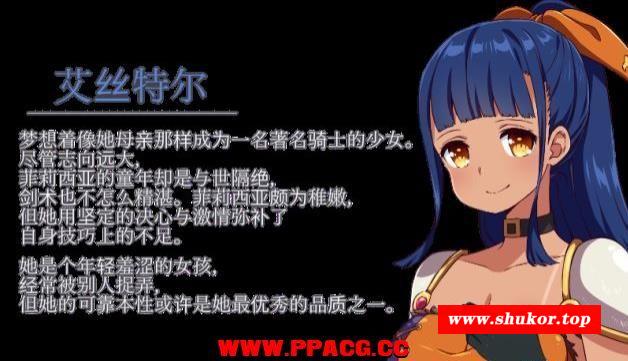 艾丝特尔
梦想着像她母亲那样成为一名著名骑士的少女。
尽管志向远大，
菲莉西亚的童年却是与世隔绝，
剑术也不怎么精湛。菲莉西亚颇为稚嫩，
但她用坚定的决心与激情弥补了
自身技巧上的不足。
她是个年轻羞涩的女孩，
经常被别人捉弄，
但她的可靠本性或许是她最优秀的品质之一。
www.shukor.top
WWW.PPACG.CC